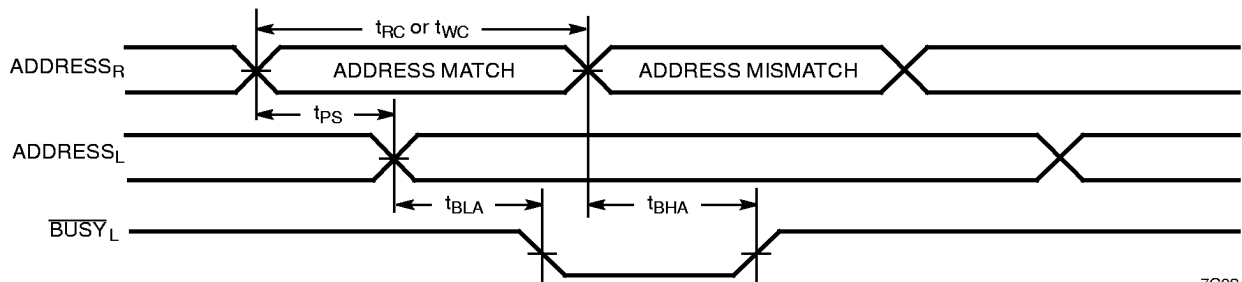 tRC or tWC
ADDRESSR
ADDRESS MATCH
ADDRESS MISMATCH
tPS
ADDRESSL
tBLA
tBHA
BUSYL